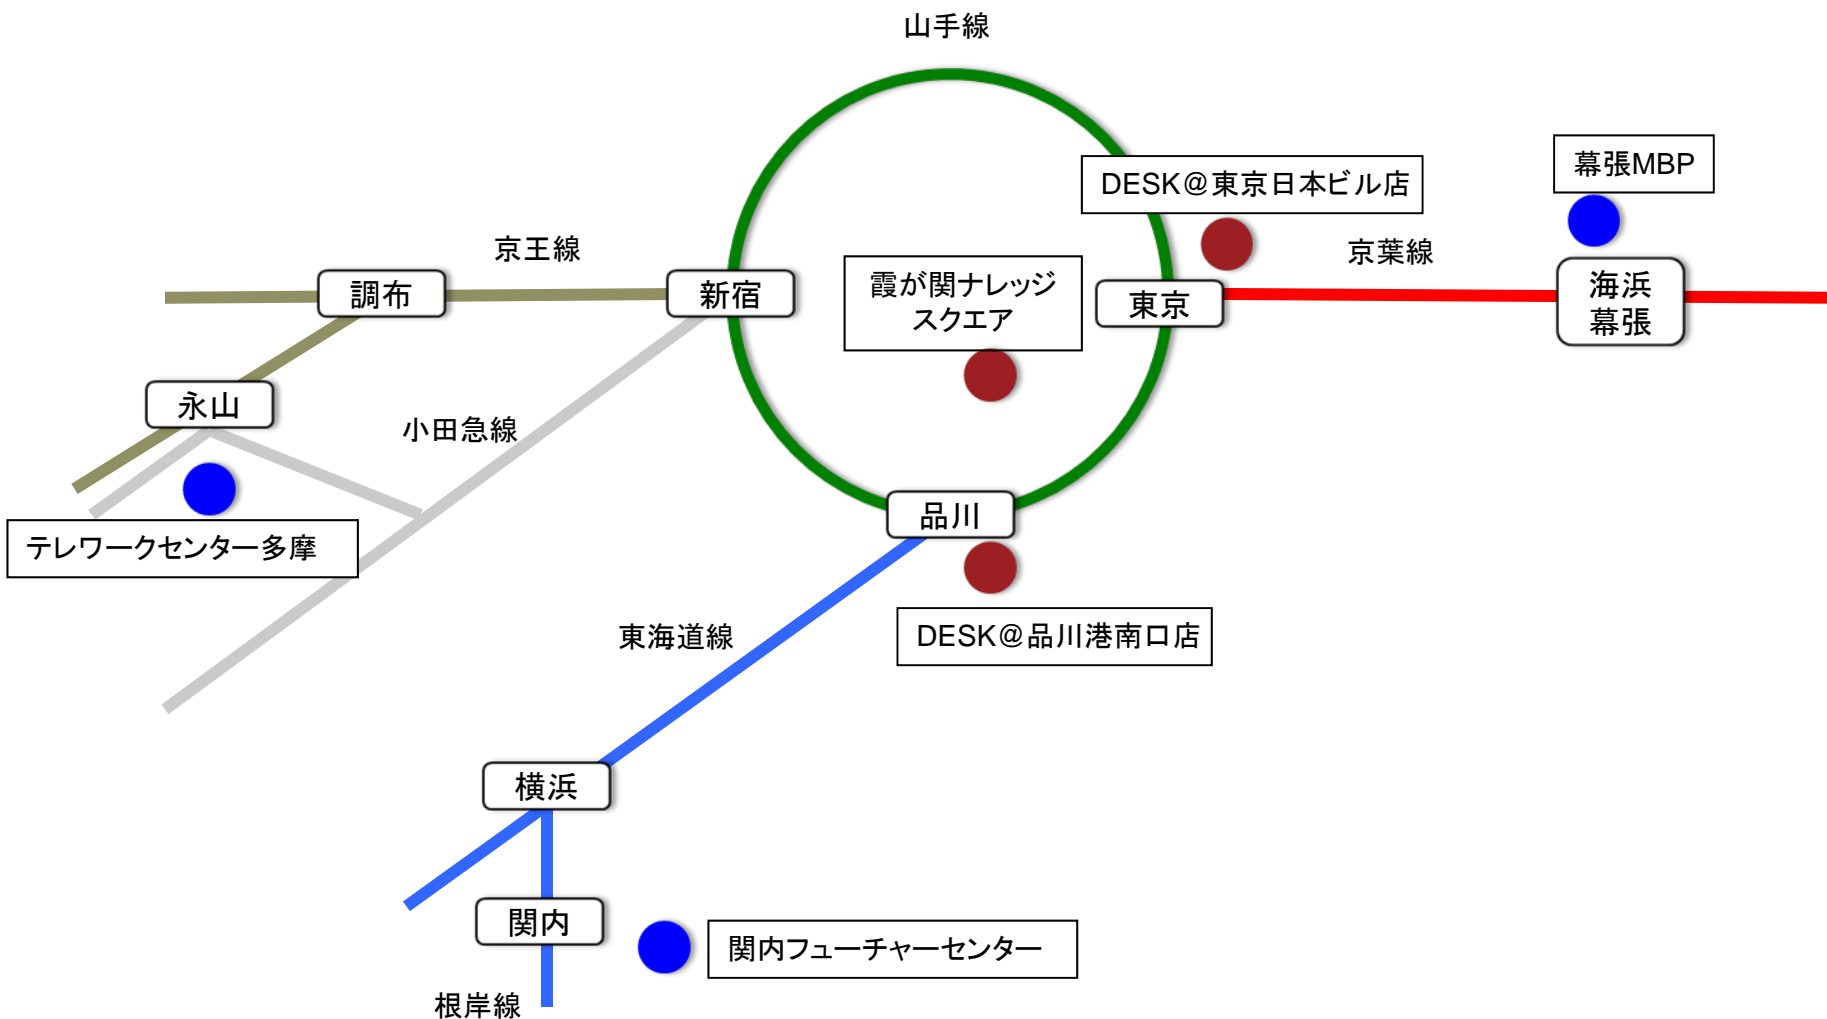 山手線
幕張MBP
DESK@東京日本ビル店
京王線
京葉線
霞が関ナレッジ
スクエア
調布
新宿
東京
海浜
幕張
永山
小田急線
品川
テレワークセンター多摩
東海道線
DESK@品川港南口店
横浜
関内
関内フューチャーセンター
根岸線